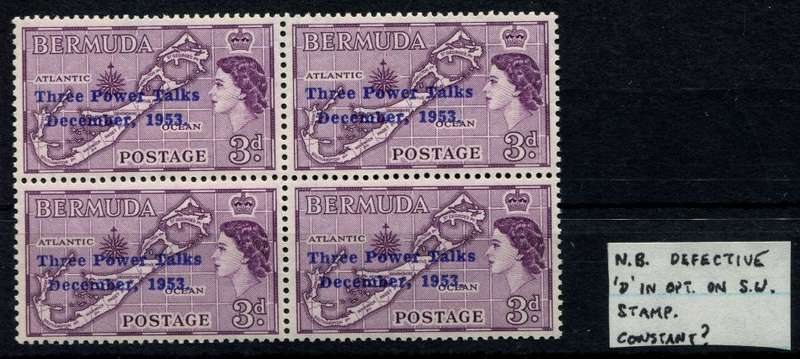 BERMUDA
ATLANTIC
Three Power Talks
December, 1953.
OCEAN
POSTAGE 3d.
BERMUDA
ATLANTIC
Three Power Talks
December, 1953.
OCEAN
POSTAGE 3d.
BERMUDA
ATLANTIC
Three Power Talks
December, 1953.
OCEAN
POSTAGE 3d.
BERMUDA
ATLANTIC
Three Power Talks
December, 1953.
OCEAN
POSTAGE 3d.
N.B. DEFECTIVE
'D' IN OPT. ON S.W.
STAMP.
CONSTANT?